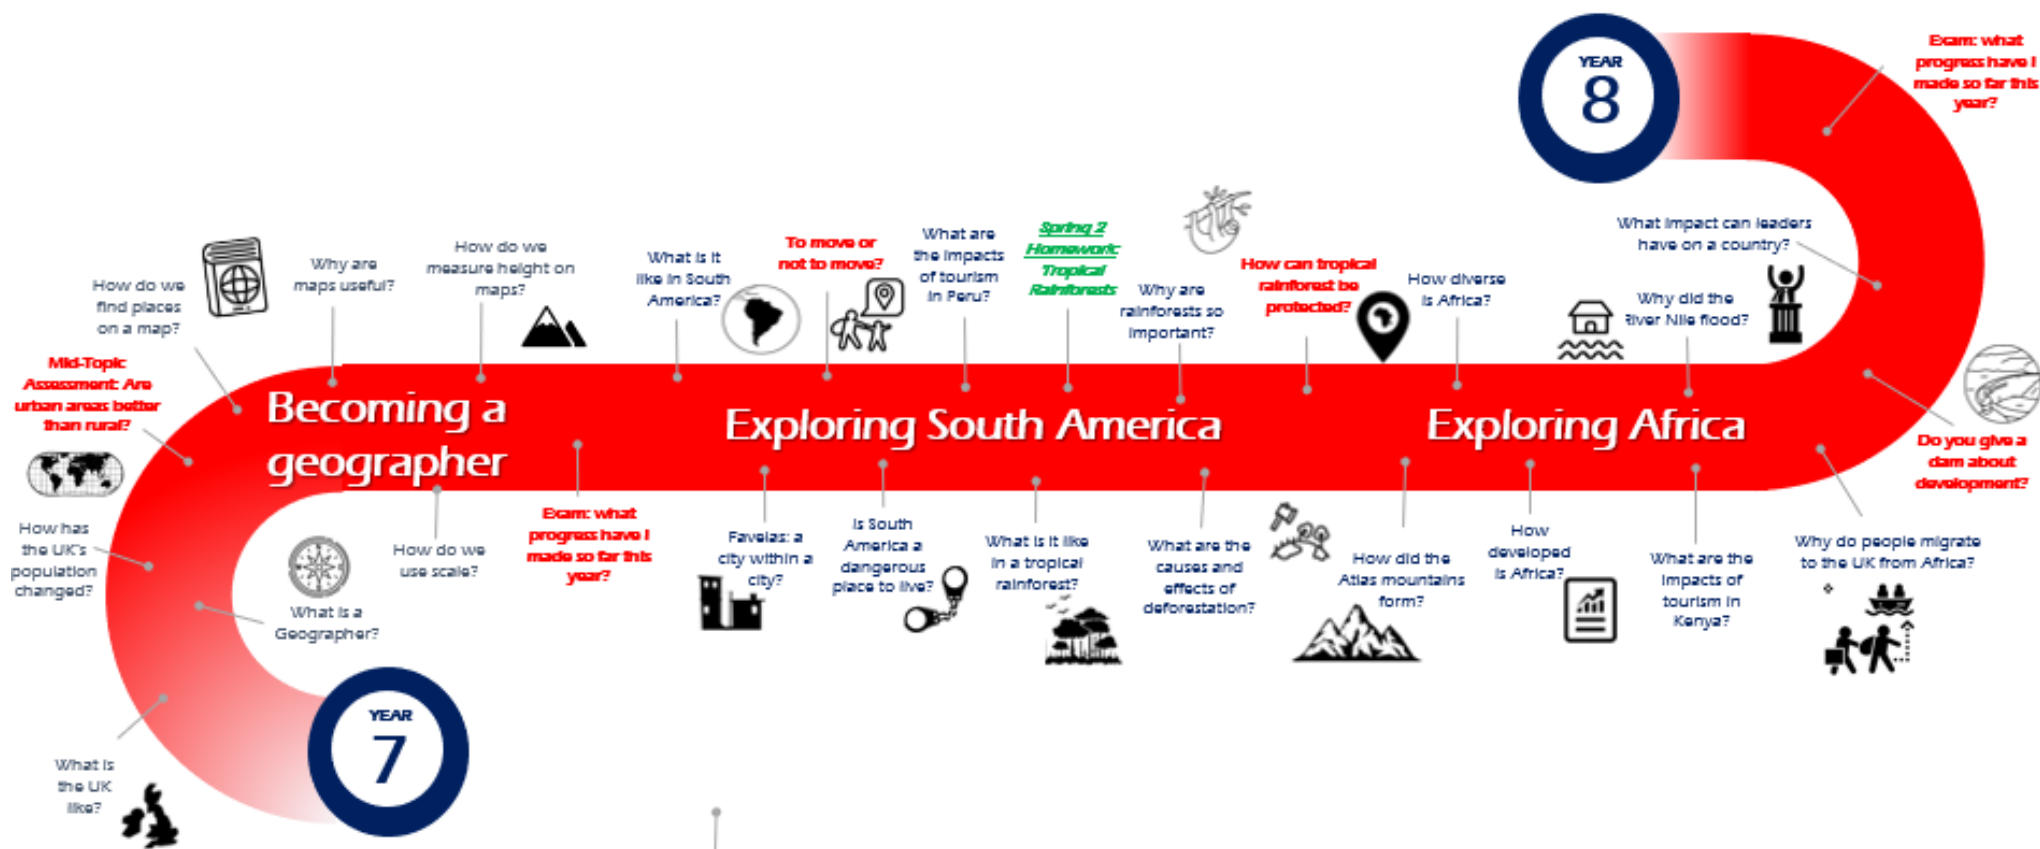 YEAR
8
Exam: what
progress have I
made so far this
year?
What impact can leaders
have on a country?
Why did the
River Nile flood?
Do you give a
dam about
development?
Why do people migrate
to the UK from Africa?
How diverse
is Africa?
Exploring Africa
What are the
impacts of
tourism in
Kenya?
How
developed
is Africa?
How did the
Atlas mountains
form?
How can tropical
rainforest be
protected?
Why are
rainforests so
important?
Spring 2
Homework:
Tropical
Rainforests
What are
the impacts
of tourism
in Peru?
To move or
not to move?
What is it
like in South
America?
Exploring South America
What are the
causes and
effects of
deforestation?
What is it like
in a tropical
rainforest?
Is South
America a
dangerous
place to live?
Favelas: a
city within a
city?
Exam: what
progress have I
made so far this
year?
How do we
measure height on
maps?
Why are
maps useful?
How do we
find places
on a map?
Becoming a
geographer
How do we
use scale?
Mid-Topic
Assessment: Are
urban areas better
than rural?
How has
the UK's
population
changed?
What is a
Geographer?
What is
the UK
like?
YEAR
7